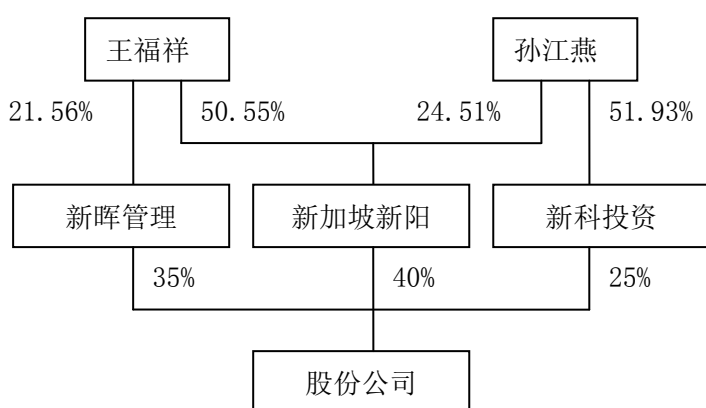 王福祥 孙江燕
21.56% 50.55% 24.51% 51.93%
新晖管理 新加坡新阳 新科投资
35% 40% 25%
股份公司